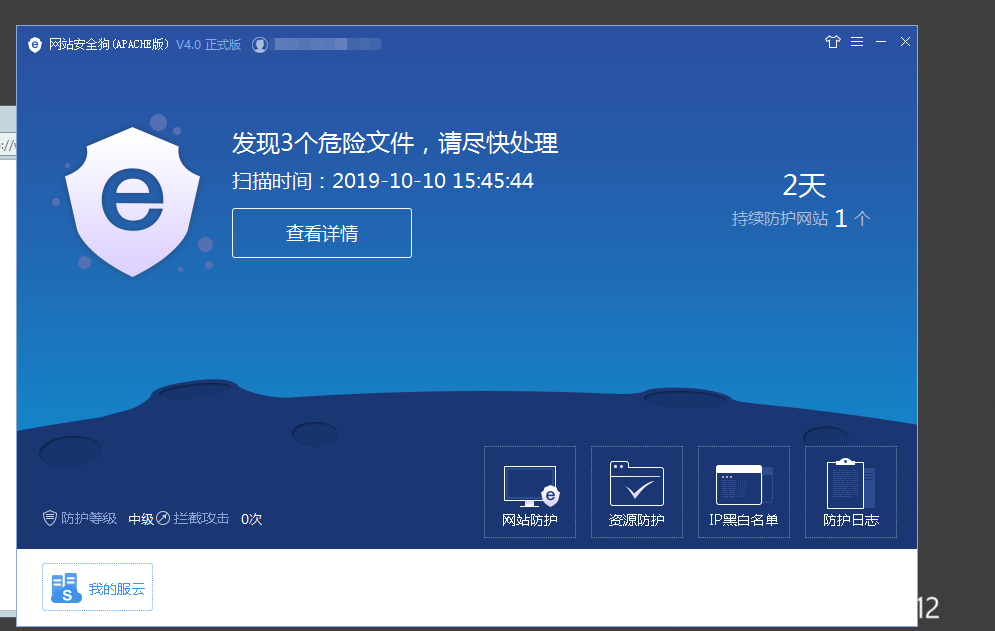 网站安全狗(APACHE版) V4.0 正式版
://
发现3个危险文件，请尽快处理
扫描时间：2019-10-10 15:45:44
查看详情
2天
持续防护网站 1 个
网站防护
资源防护
IP黑白名单
防护日志
防护等级 中级 拦截攻击 0次
我的服云
12